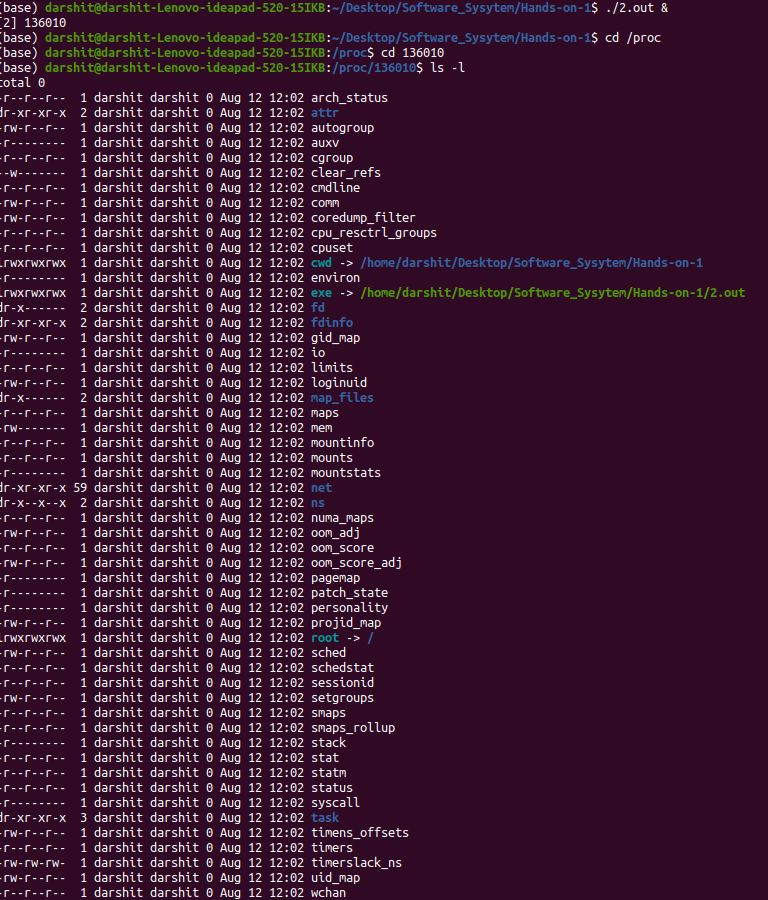 (base) darshit@darshit-Lenovo-ideapad-520-15IKB:~/Desktop/Software_Sysytem/Hands-on-1$ ./2.out &
[2] 136010
(base) darshit@darshit-Lenovo-ideapad-520-15IKB:~/Desktop/Software_Sysytem/Hands-on-1$ cd /proc
(base) darshit@darshit-Lenovo-ideapad-520-15IKB:/proc$ cd 136010
(base) darshit@darshit-Lenovo-ideapad-520-15IKB:/proc/136010$ ls -l
total 0
-r--r--r--  1 darshit darshit 0 Aug 12 12:02 arch_status
dr-xr-xr-x  2 darshit darshit 0 Aug 12 12:02 attr
-rw-r--r--  1 darshit darshit 0 Aug 12 12:02 autogroup
-r--------  1 darshit darshit 0 Aug 12 12:02 auxv
-r--r--r--  1 darshit darshit 0 Aug 12 12:02 cgroup
--w-------  1 darshit darshit 0 Aug 12 12:02 clear_refs
-r--r--r--  1 darshit darshit 0 Aug 12 12:02 cmdline
-rw-r--r--  1 darshit darshit 0 Aug 12 12:02 comm
-rw-r--r--  1 darshit darshit 0 Aug 12 12:02 coredump_filter
-r--r--r--  1 darshit darshit 0 Aug 12 12:02 cpu_resctrl_groups
-r--r--r--  1 darshit darshit 0 Aug 12 12:02 cpuset
lrwxrwxrwx  1 darshit darshit 0 Aug 12 12:02 cwd -> /home/darshit/Desktop/Software_Sysytem/Hands-on-1
-r--------  1 darshit darshit 0 Aug 12 12:02 environ
lrwxrwxrwx  1 darshit darshit 0 Aug 12 12:02 exe -> /home/darshit/Desktop/Software_Sysytem/Hands-on-1/2.out
dr-x------  2 darshit darshit 0 Aug 12 12:02 fd
dr-xr-xr-x  2 darshit darshit 0 Aug 12 12:02 fdinfo
-rw-r--r--  1 darshit darshit 0 Aug 12 12:02 gid_map
-r--------  1 darshit darshit 0 Aug 12 12:02 io
-r--r--r--  1 darshit darshit 0 Aug 12 12:02 limits
-rw-r--r--  1 darshit darshit 0 Aug 12 12:02 loginuid
dr-x------  2 darshit darshit 0 Aug 12 12:02 map_files
-r--r--r--  1 darshit darshit 0 Aug 12 12:02 maps
-rw-------  1 darshit darshit 0 Aug 12 12:02 mem
-r--r--r--  1 darshit darshit 0 Aug 12 12:02 mountinfo
-r--r--r--  1 darshit darshit 0 Aug 12 12:02 mounts
-r--------  1 darshit darshit 0 Aug 12 12:02 mountstats
dr-xr-xr-x 59 darshit darshit 0 Aug 12 12:02 net
dr-x--x--x  2 darshit darshit 0 Aug 12 12:02 ns
-r--r--r--  1 darshit darshit 0 Aug 12 12:02 numa_maps
-rw-r--r--  1 darshit darshit 0 Aug 12 12:02 oom_adj
-r--r--r--  1 darshit darshit 0 Aug 12 12:02 oom_score
-rw-r--r--  1 darshit darshit 0 Aug 12 12:02 oom_score_adj
-r--------  1 darshit darshit 0 Aug 12 12:02 pagemap
-r--------  1 darshit darshit 0 Aug 12 12:02 patch_state
-r--------  1 darshit darshit 0 Aug 12 12:02 personality
-rw-r--r--  1 darshit darshit 0 Aug 12 12:02 projid_map
lrwxrwxrwx  1 darshit darshit 0 Aug 12 12:02 root -> /
-rw-r--r--  1 darshit darshit 0 Aug 12 12:02 sched
-r--r--r--  1 darshit darshit 0 Aug 12 12:02 schedstat
-r--r--r--  1 darshit darshit 0 Aug 12 12:02 sessionid
-rw-r--r--  1 darshit darshit 0 Aug 12 12:02 setgroups
-r--r--r--  1 darshit darshit 0 Aug 12 12:02 smaps
-r--r--r--  1 darshit darshit 0 Aug 12 12:02 smaps_rollup
-r--------  1 darshit darshit 0 Aug 12 12:02 stack
-r--r--r--  1 darshit darshit 0 Aug 12 12:02 stat
-r--r--r--  1 darshit darshit 0 Aug 12 12:02 statm
-r--r--r--  1 darshit darshit 0 Aug 12 12:02 status
-r--------  1 darshit darshit 0 Aug 12 12:02 syscall
dr-xr-xr-x  3 darshit darshit 0 Aug 12 12:02 task
-rw-r--r--  1 darshit darshit 0 Aug 12 12:02 timens_offsets
-r--r--r--  1 darshit darshit 0 Aug 12 12:02 timers
-rw-rw-rw-  1 darshit darshit 0 Aug 12 12:02 timerslack_ns
-rw-r--r--  1 darshit darshit 0 Aug 12 12:02 uid_map
-r--r--r--  1 darshit darshit 0 Aug 12 12:02 wchan